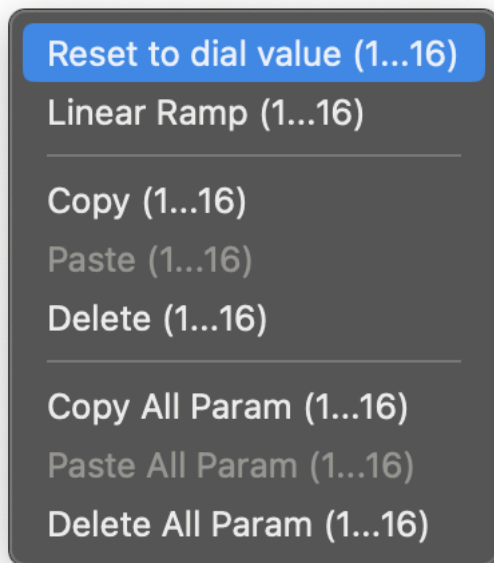 Reset to dial value (1...16)
Linear Ramp (1...16)
Copy (1...16)
Paste (1...16)
Delete (1...16)
Copy All Param (1...16)
Paste All Param (1...16)
Delete All Param (1...16)